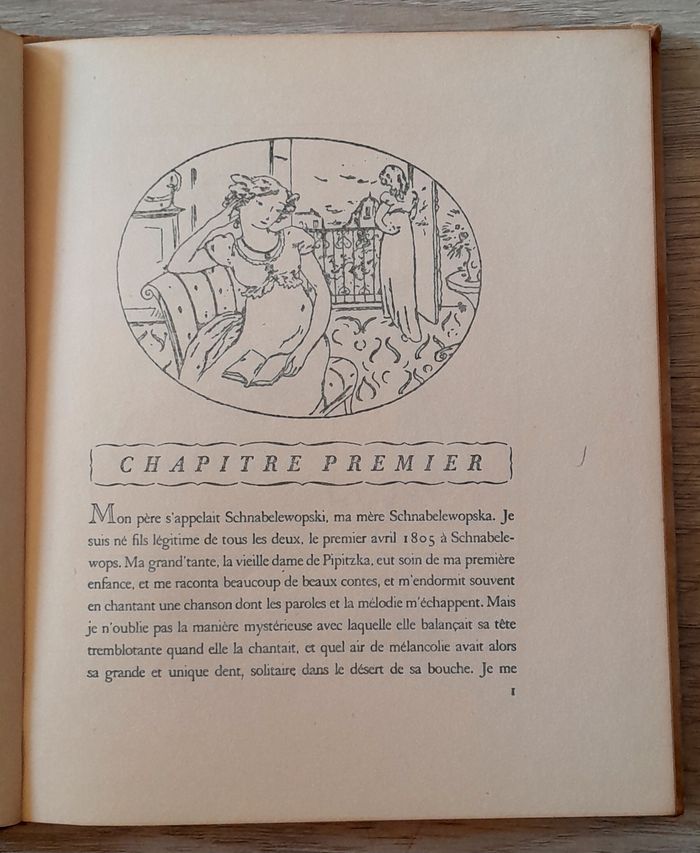 CHAPITRE PREMIER
Mon père s'appelait Schnabelewopski, ma mère Schnabelewopska. Je
suis né fils légitime de tous les deux, le premier avril 1805 à Schnabele-
wops. Ma grand'tante, la vieille dame de Pipitzka, eut soin de ma première
enfance, et me raconta beaucoup de beaux contes, et m'endormit souvent
en chantant une chanson dont les paroles et la mélodie m'échappent. Mais
je n'oublie pas la manière mystérieuse avec laquelle elle balançait sa tête
tremblotante quand elle la chantait, et quel air de mélancolie avait alors
sa grande et unique dent, solitaire dans le désert de sa bouche. Je me
1